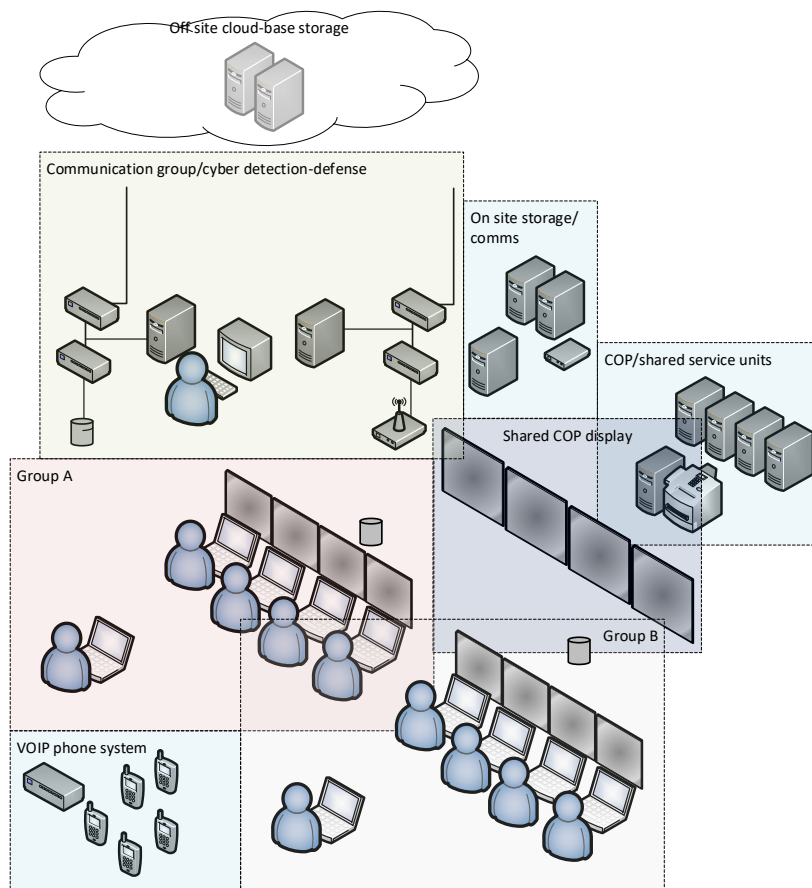 Off site cloud-base storage
Communication group/cyber detection-defense
On site storage/
comms
COP/shared service units
Shared COP display
Group A
Group B
VOIP phone system